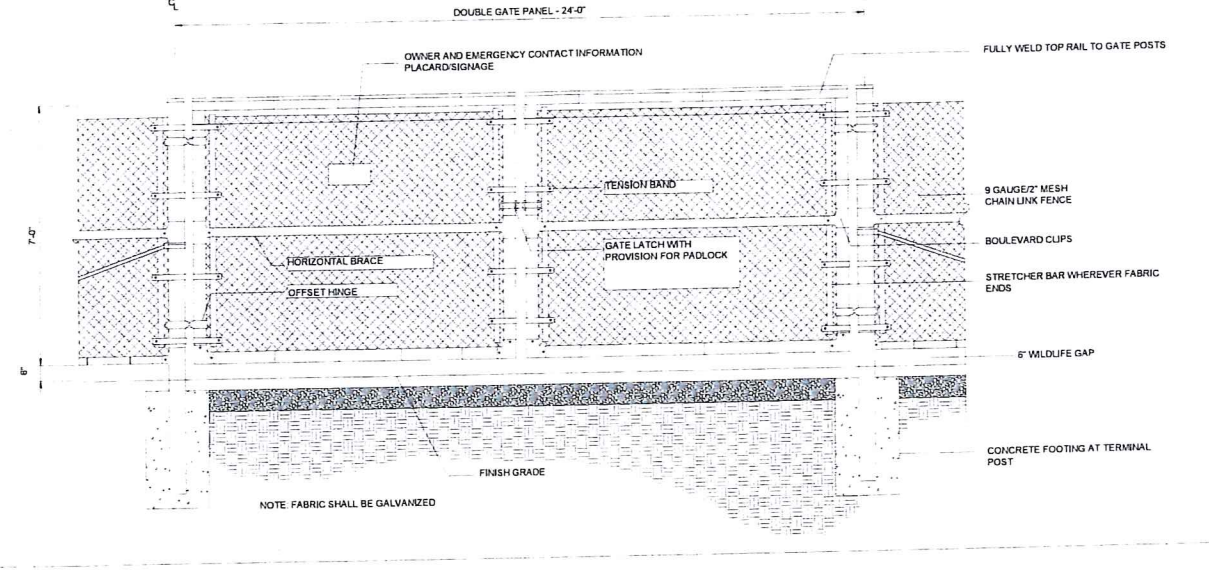 ℄
DOUBLE GATE PANEL - 24'-0"
OWNER AND EMERGENCY CONTACT INFORMATION
PLACARD/SIGNAGE
FULLY WELD TOP RAIL TO GATE POSTS
TENSION BAND
9 GAUGE/2" MESH
CHAIN LINK FENCE
7'-0"
GATE LATCH WITH
PROVISION FOR PADLOCK
BOULEVARD CLIPS
HORIZONTAL BRACE
STRETCHER BAR WHEREVER FABRIC
ENDS
OFFSET HINGE
6" WILDLIFE GAP
6"
CONCRETE FOOTING AT TERMINAL
POST
FINISH GRADE
NOTE: FABRIC SHALL BE GALVANIZED